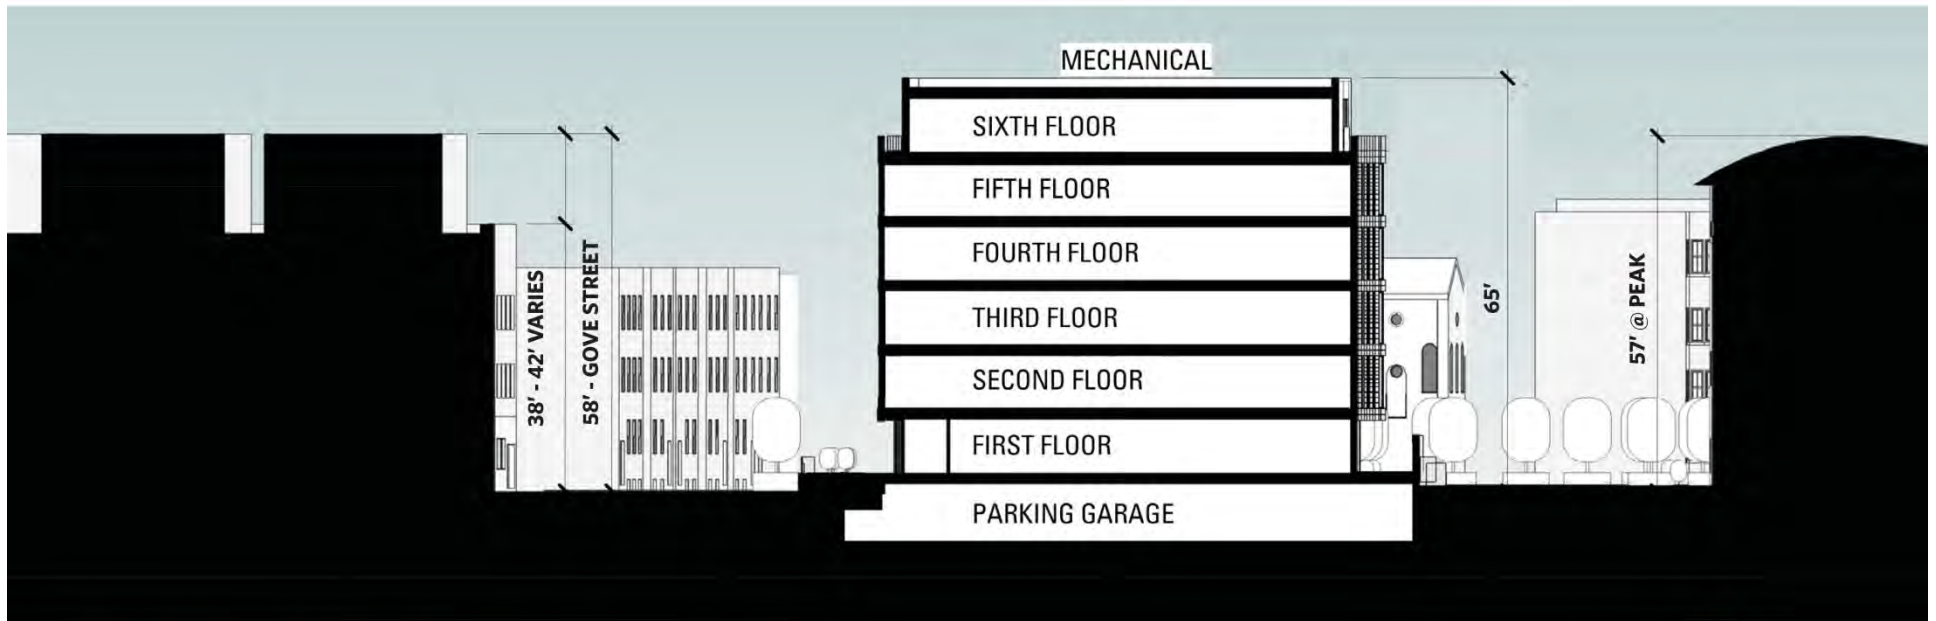 MECHANICAL
SIXTH FLOOR
FIFTH FLOOR
FOURTH FLOOR
THIRD FLOOR
SECOND FLOOR
FIRST FLOOR
PARKING GARAGE
38' - 42' VARIES
58' - GOVE STREET
65'
57' @ PEAK